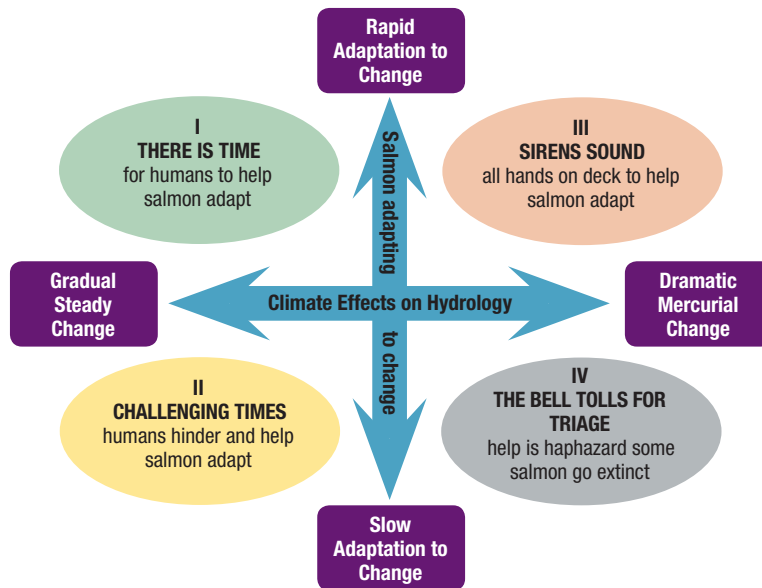 Rapid
Adaptation to
Change
I
THERE IS TIME
for humans to help
salmon adapt
III
SIRENS SOUND
all hands on deck to help
salmon adapt
Salmon adapting
to change
Gradual
Steady
Change
Climate Effects on Hydrology
Dramatic
Mercurial
Change
II
CHALLENGING TIMES
humans hinder and help
salmon adapt
IV
THE BELL TOLLS FOR
TRIAGE
help is haphazard some
salmon go extinct
Slow
Adaptation to
Change